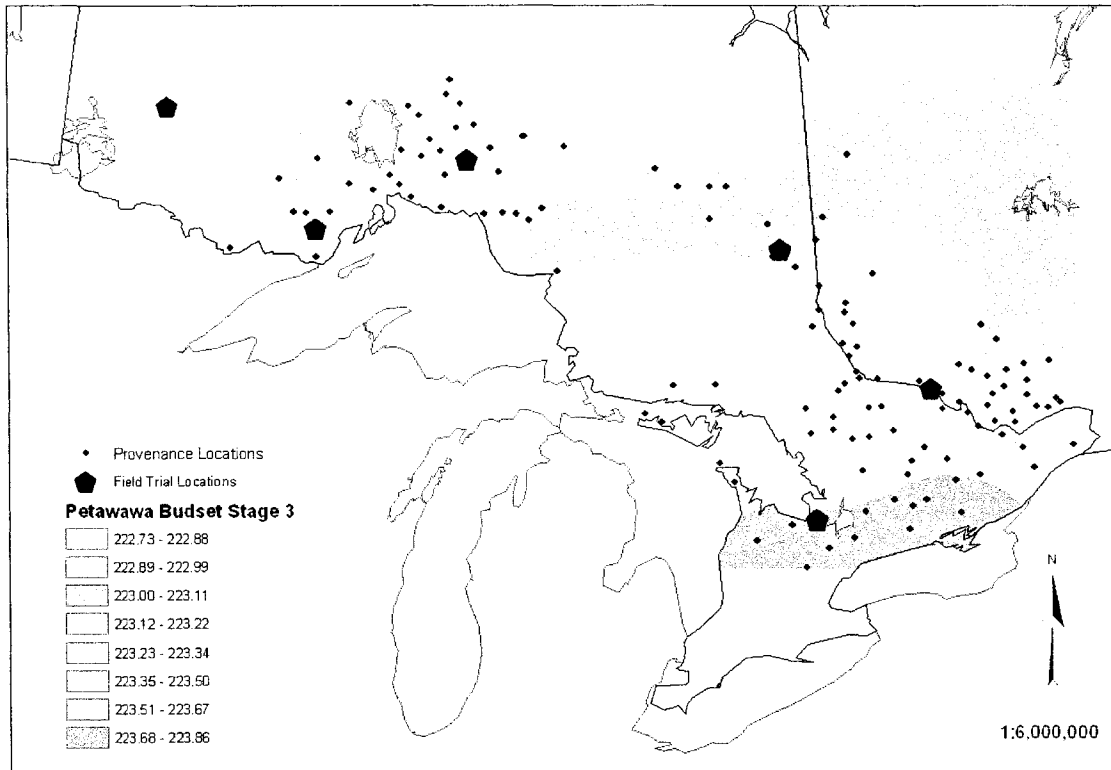 Provenance Locations
Field Trial Locations
Petawawa Budset Stage 3
222.73 - 222.88
222.89 - 222.99
223.00 - 223.11
223.12 - 223.22
223.23 - 223.34
223.35 - 223.50
223.51 - 223.67
223.68 - 223.86
N
1:6,000,000